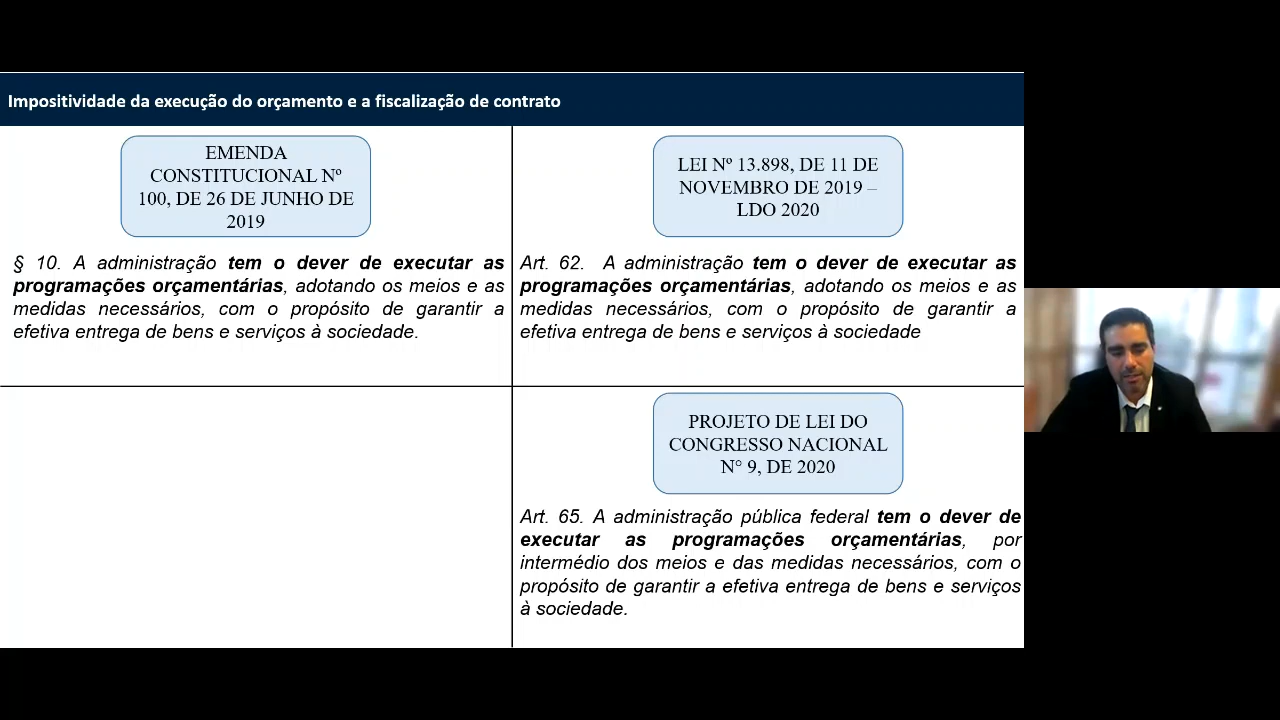 Impositividade da execução do orçamento e a fiscalização de contrato
EMENDA
CONSTITUCIONAL Nº
100, DE 26 DE JUNHO DE
2019
§ 10. A administração tem o dever de executar as
programações orçamentárias, adotando os meios e as
medidas necessários, com o propósito de garantir a
efetiva entrega de bens e serviços à sociedade.
LEI Nº 13.898, DE 11 DE
NOVEMBRO DE 2019 –
LDO 2020
Art. 62. A administração tem o dever de executar as
programações orçamentárias, adotando os meios e as
medidas necessários, com o propósito de garantir a
efetiva entrega de bens e serviços à sociedade
PROJETO DE LEI DO
CONGRESSO NACIONAL
N° 9, DE 2020
Art. 65. A administração pública federal tem o dever de
executar as programações orçamentárias, por
intermédio dos meios e das medidas necessários, com o
propósito de garantir a efetiva entrega de bens e serviços
à sociedade.